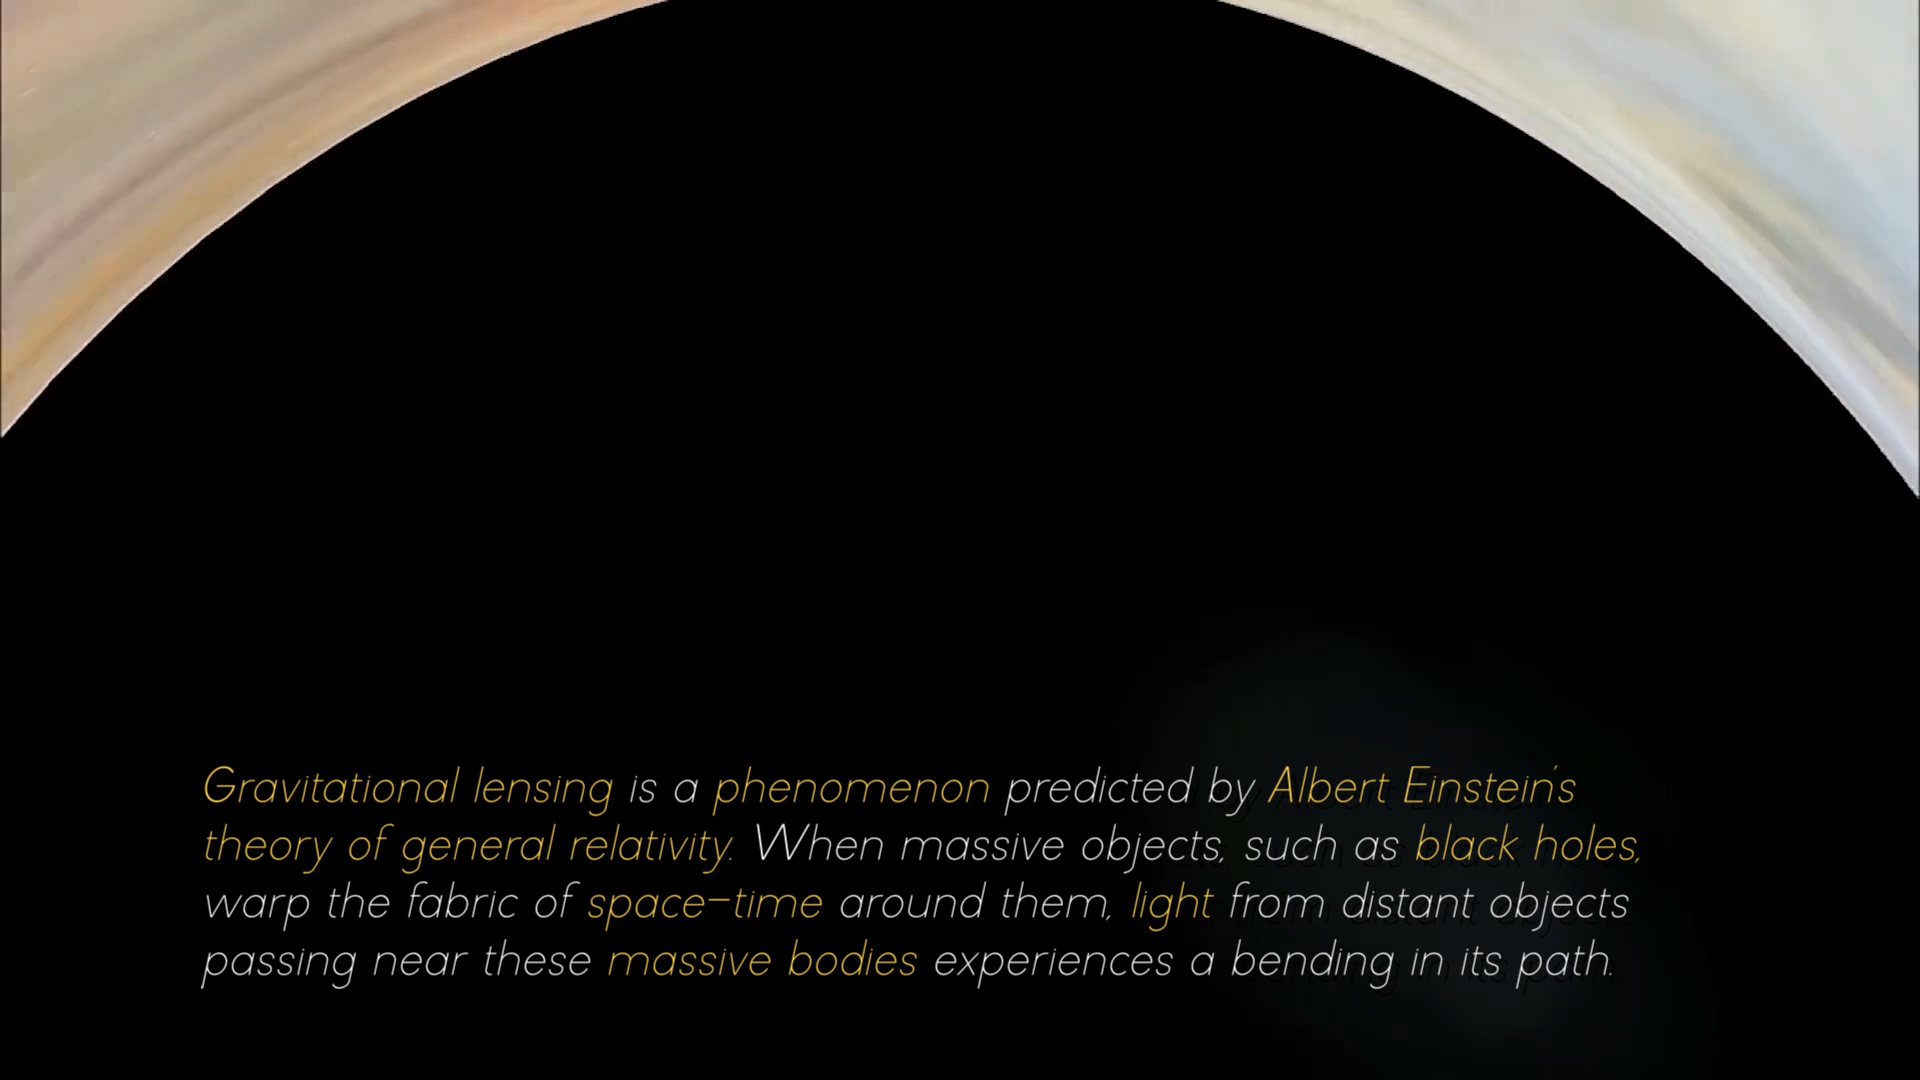 Gravitational lensing is a phenomenon predicted by Albert Einstein's
theory of general relativity. When massive objects, such as black holes,
warp the fabric of space-time around them, light from distant objects
passing near these massive bodies experiences a bending in its path.